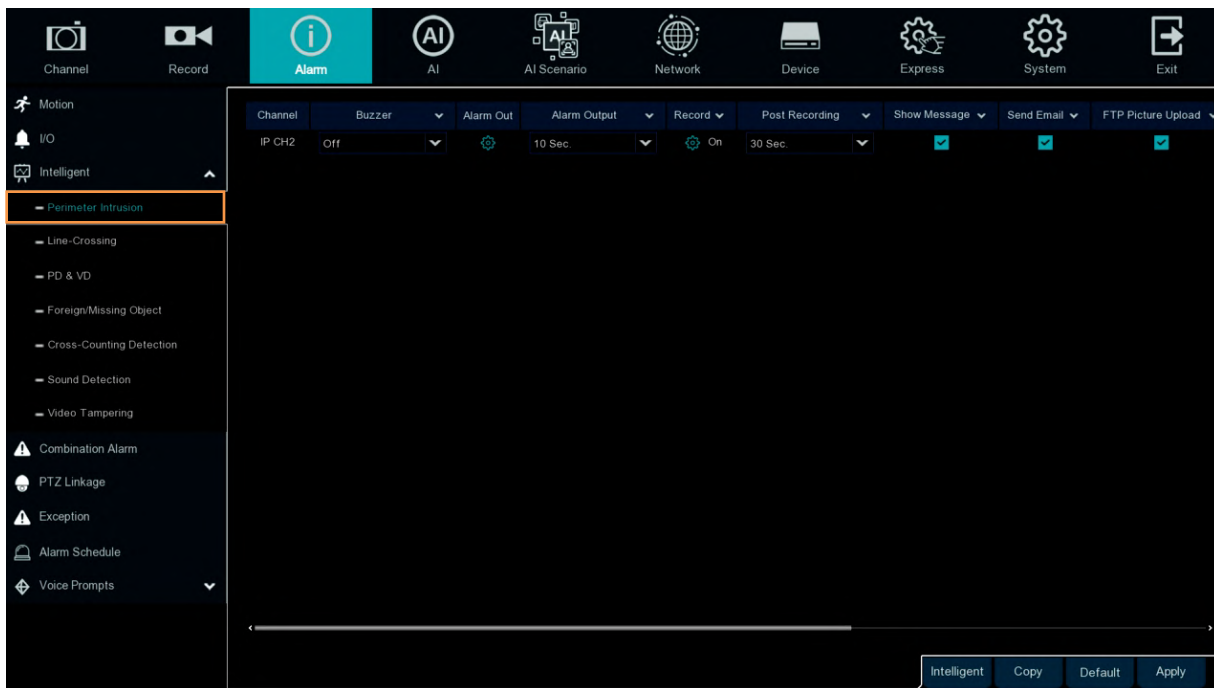 Channel Record Alarm AI AI Scenario Network Device Express System Exit
Motion
I/O
Intelligent
Perimeter Intrusion
Line-Crossing
PD & VD
Foreign/Missing Object
Cross-Counting Detection
Sound Detection
Video Tampering
Combination Alarm
PTZ Linkage
Exception
Alarm Schedule
Voice Prompts
Channel Buzzer Alarm Out Alarm Output Record Post Recording Show Message Send Email FTP Picture Upload
IP CH2 Off 10 Sec. On 30 Sec.
Intelligent Copy Default Apply